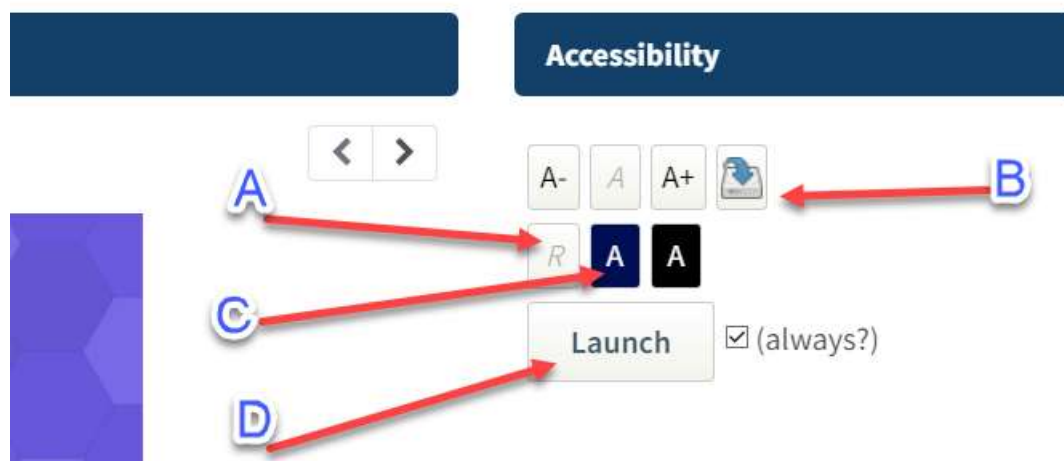 Accessibility
A
A- A A+
B
R A A
C
Launch (always?)
D